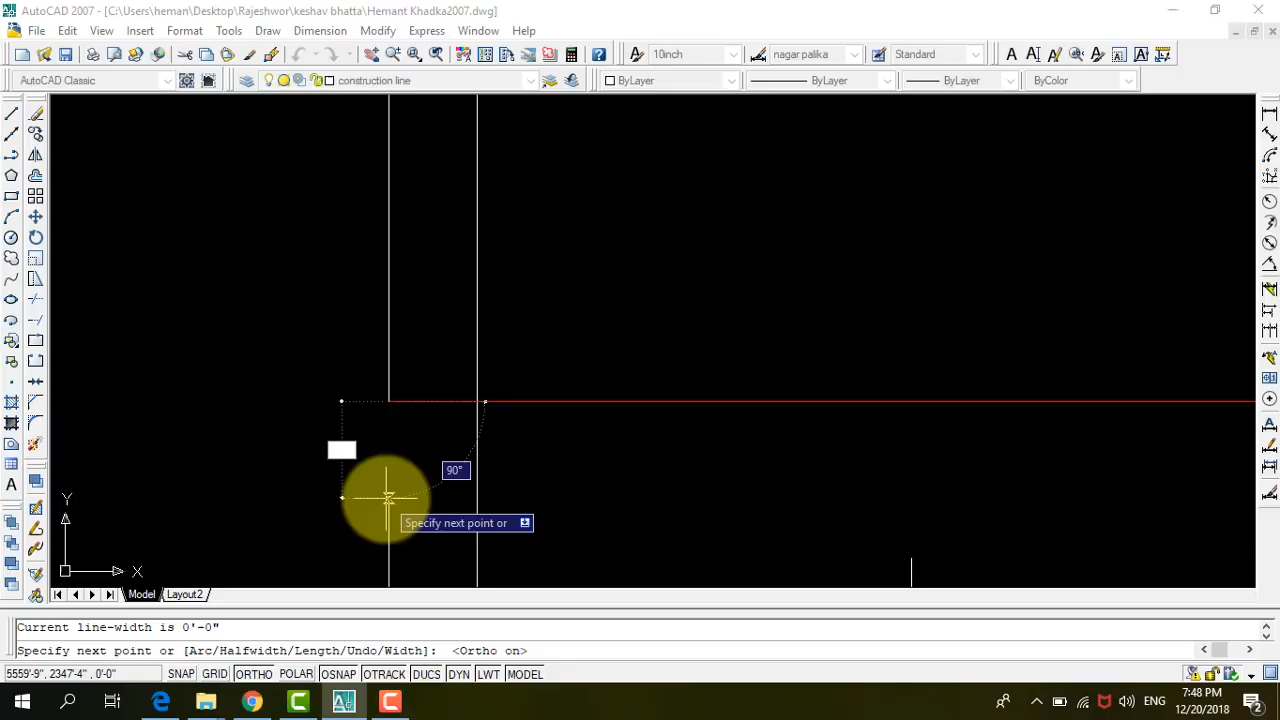 AutoCAD 2007 - [C:\Users\heman\Desktop\Rajeshwor\keshav bhatta\Hemant Khadka2007.dwg]
File Edit View Insert Format Tools Draw Dimension Modify Express Window Help
10inch nagar palika Standard
AutoCAD Classic construction line ByLayer ByLayer ByLayer ByColor
90°
Specify next point or
Y
X
Model Layout2
Current line-width is 0'-0"
Specify next point or [Arc/Halfwidth/Length/Undo/Width]: <Ortho on>
5559'-9", 2347'-4" , 0'-0" SNAP GRID ORTHO POLAR OSNAP OTRACK DUCS DYN LWT MODEL
ENG
7:48 PM
12/20/2018
2